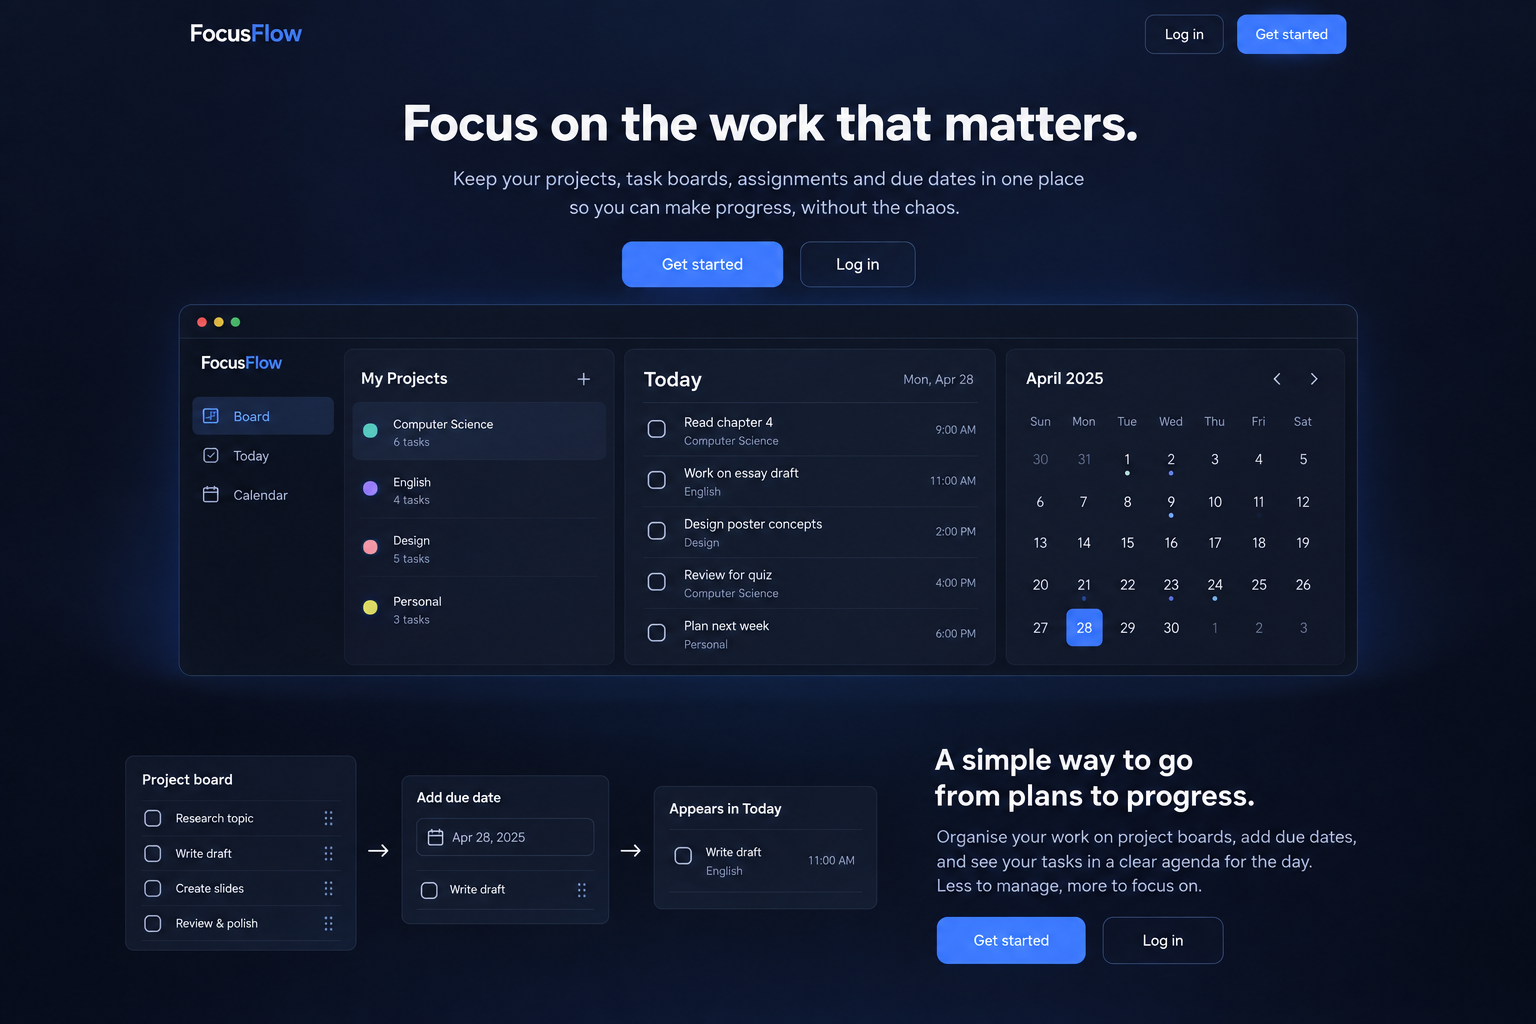 FocusFlow
Log in
Get started
Focus on the work that matters.
Keep your projects, task boards, assignments and due dates in one place
so you can make progress, without the chaos.
Get started
Log in
FocusFlow
Board
Today
Calendar
My Projects
Computer Science
6 tasks
English
4 tasks
Design
5 tasks
Personal
3 tasks
Today
Mon, Apr 28
Read chapter 4
Computer Science
9:00 AM
Work on essay draft
English
11:00 AM
Design poster concepts
Design
2:00 PM
Review for quiz
Computer Science
4:00 PM
Plan next week
Personal
6:00 PM
April 2025
Sun Mon Tue Wed Thu Fri Sat
30 31 1 2 3 4 5
6 7 8 9 10 11 12
13 14 15 16 17 18 19
20 21 22 23 24 25 26
27 28 29 30 1 2 3
Project board
Research topic
Write draft
Create slides
Review & polish
Add due date
Apr 28, 2025
Write draft
Appears in Today
Write draft
English
11:00 AM
A simple way to go
from plans to progress.
Organise your work on project boards, add due dates,
and see your tasks in a clear agenda for the day.
Less to manage, more to focus on.
Get started
Log in